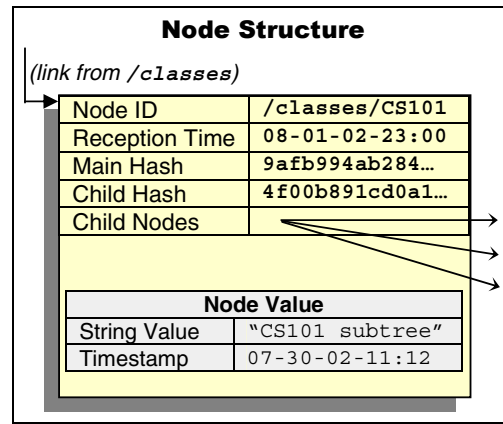 Node Structure
(link from /classes)
Node ID /classes/CS101
Reception Time 08-01-02-23:00
Main Hash 9afb994ab284…
Child Hash 4f00b891cd0a1…
Child Nodes
Node Value
String Value "CS101 subtree"
Timestamp 07-30-02-11:12